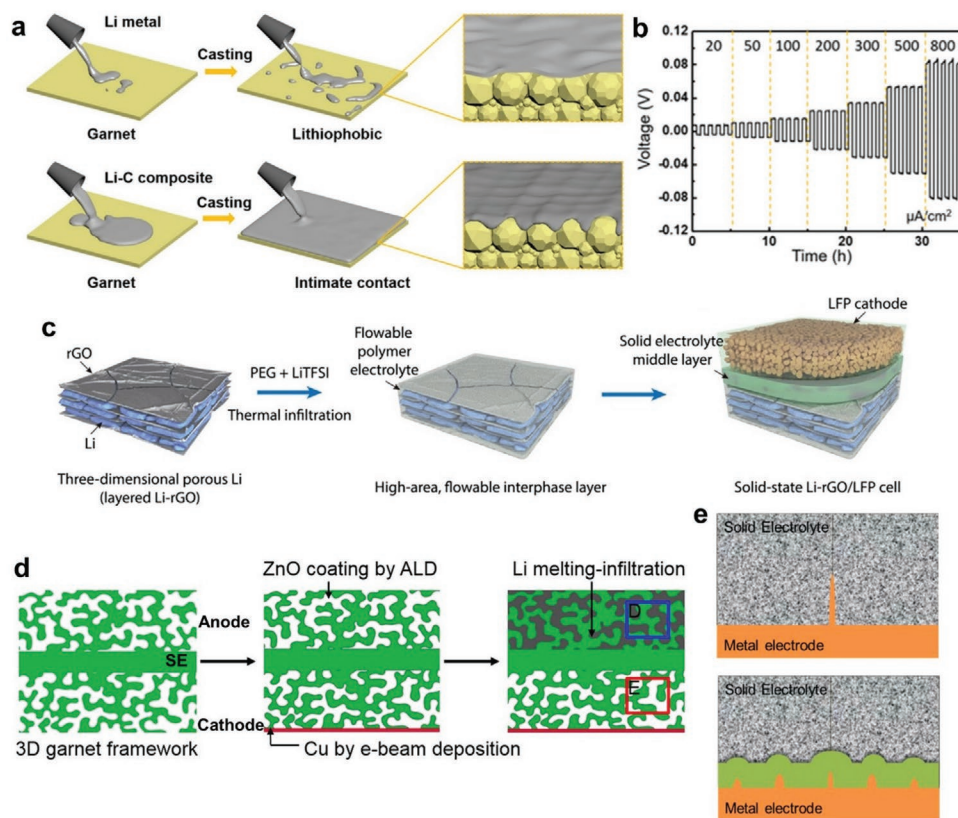 a
Li metal
Casting
Garnet
Lithiophobic
Li-C composite
Casting
Garnet
Intimate contact
b
20 50 100 200 300 500 800
0.12
0.08
0.04
0.00
-0.04
-0.08
-0.12
Voltage (V)
µA/cm²
0 10 20 30
Time (h)
c
rGO
Li
Three-dimensional porous Li
(layered Li-rGO)
PEG + LiTFSI
Thermal infiltration
Flowable
polymer
electrolyte
High-area, flowable interphase layer
LFP cathode
Solid electrolyte
middle layer
Solid-state Li-rGO/LFP cell
d
Anode
SE
Cathode
3D garnet framework
ZnO coating by ALD
Cu by e-beam deposition
Li melting-infiltration
D
E
e
Solid Electrolyte
Metal electrode
Solid Electrolyte
Metal electrode